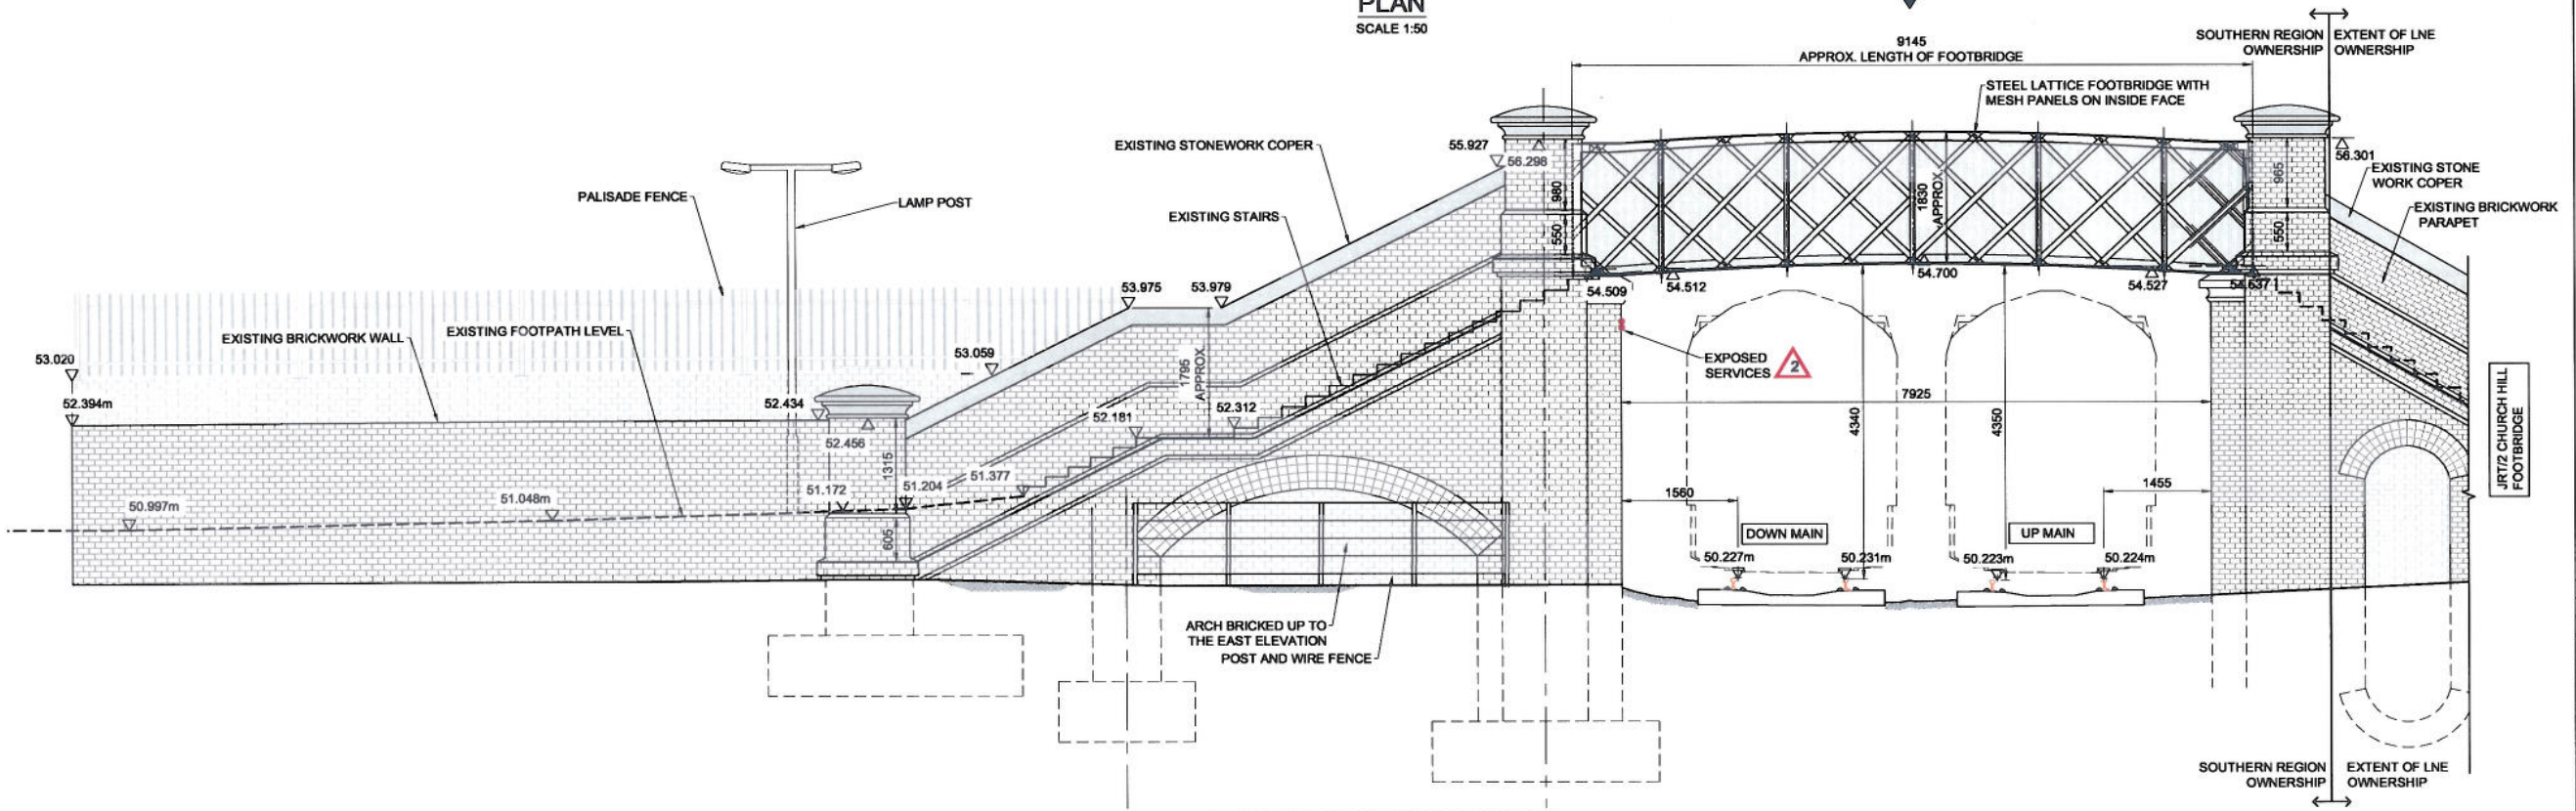 PLAN
SCALE 1:50
SOUTHERN REGION
OWNERSHIP
EXTENT OF LNE
OWNERSHIP
9145
APPROX. LENGTH OF FOOTBRIDGE
STEEL LATTICE FOOTBRIDGE WITH
MESH PANELS ON INSIDE FACE
EXISTING STONEWORK COPER
55.927
56.298
56.301
EXISTING STONE
WORK COPER
980
550
1830
APPROX.
965
550
PALISADE FENCE
LAMP POST
EXISTING STAIRS
EXISTING BRICKWORK
PARAPET
53.975
53.979
54.509
54.512
54.700
54.527
54.637
EXISTING BRICKWORK WALL
EXISTING FOOTPATH LEVEL
53.020
53.059
1795
APPROX.
EXPOSED
SERVICES
2
52.394m
52.434
52.456
52.181
52.312
7925
4340
4350
1315
51.377
51.172
51.204
50.997m
51.048m
605
1560
1455
DOWN MAIN
UP MAIN
50.227m
50.231m
50.223m
50.224m
JRT/2 CHURCH HILL
FOOTBRIDGE
ARCH BRICKED UP TO
THE EAST ELEVATION
POST AND WIRE FENCE
SOUTHERN REGION
OWNERSHIP
EXTENT OF LNE
OWNERSHIP